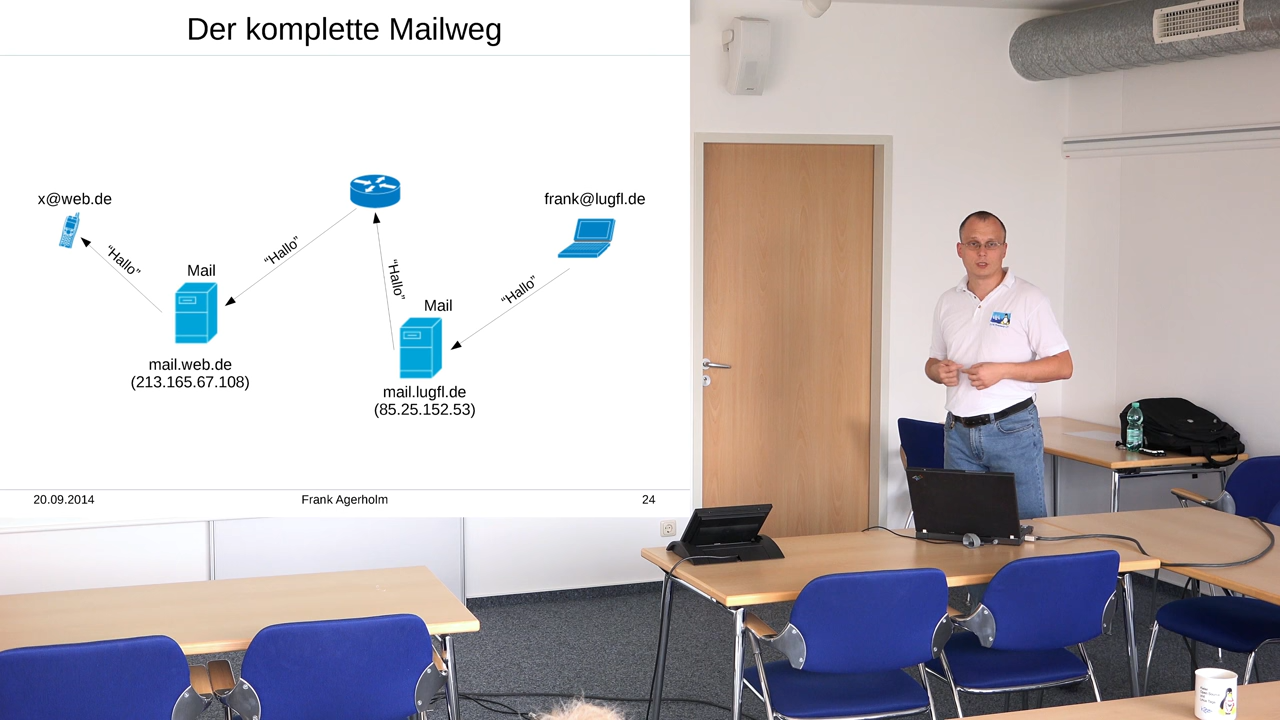 Der komplette Mailweg
x@web.de
frank@lugfl.de
“Hallo”
“Hallo”
“Hallo”
“Hallo”
Mail
Mail
mail.web.de
(213.165.67.108)
mail.lugfl.de
(85.25.152.53)
20.09.2014
Frank Agerholm
24